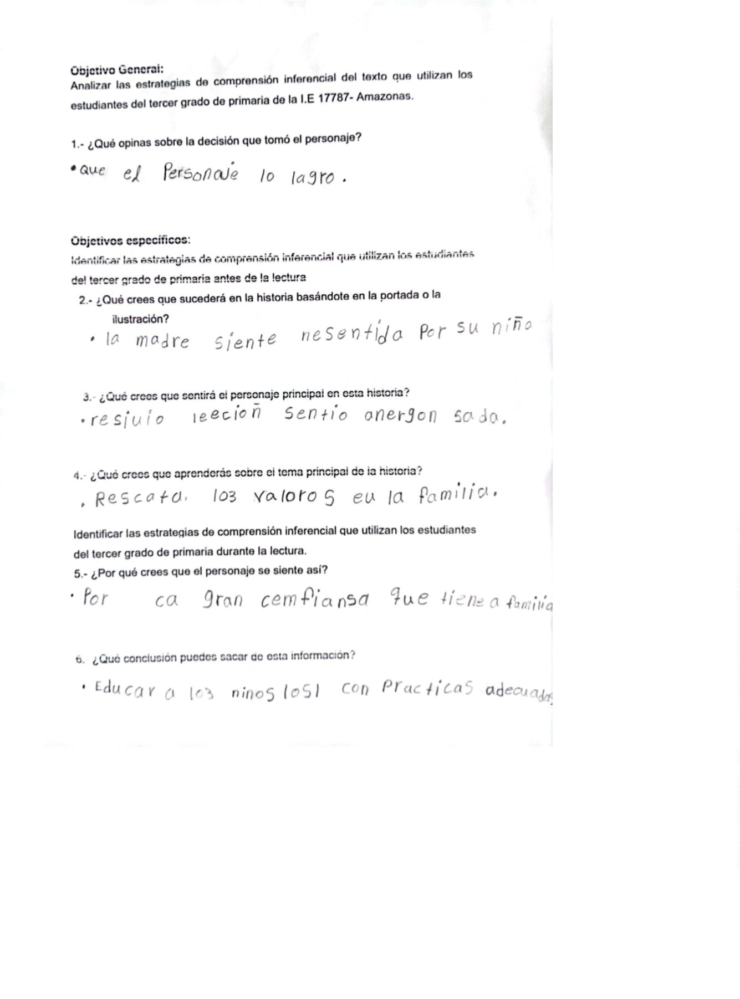 Objetivo General:
Analizar las estrategias de comprensión inferencial del texto que utilizan los
estudiantes del tercer grado de primaria de la I.E 17787- Amazonas.
1.- ¿Qué opinas sobre la decisión que tomó el personaje?
• Que el Personaje lo lagro.
Objetivos específicos:
Identificar las estrategias de comprensión inferencial que utilizan los estudiantes
del tercer grado de primaria antes de la lectura
2.- ¿Qué crees que sucederá en la historia basándote en la portada o la
ilustración?
• la madre siente nesentida Por su niña
3.- ¿Qué crees que sentirá el personaje principal en esta historia?
• resiuio leecioñ sentio anergon sada.
4.- ¿Qué crees que aprenderás sobre el tema principal de la historia?
• Rescata. los valoros eu la familia.
Identificar las estrategias de comprensión inferencial que utilizan los estudiantes
del tercer grado de primaria durante la lectura.
5.- ¿Por qué crees que el personaje se siente así?
• Por ca gran cemfiansa que tiene a familia
6. ¿Qué conclusión puedes sacar de esta información?
• Educar a los ninos losl con Practicas adecuadas